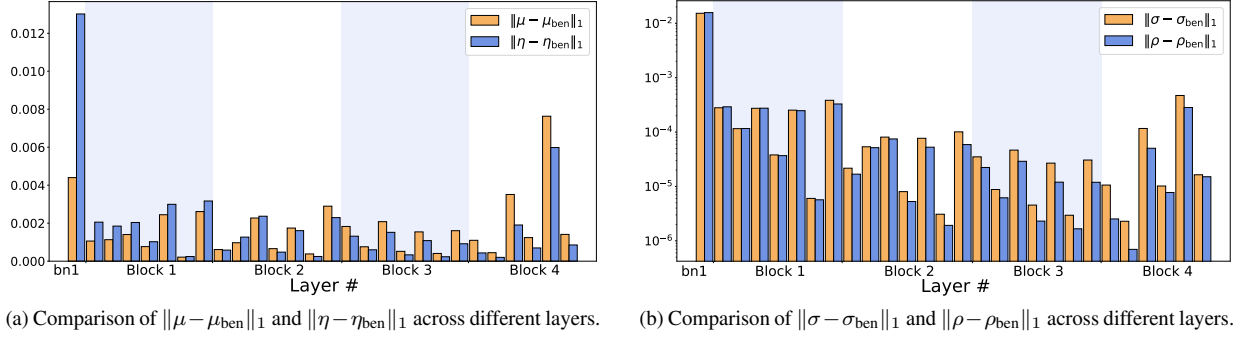 0.012
0.010
0.008
0.006
0.004
0.002
0.000
‖μ − μ_ben‖₁
‖η − η_ben‖₁
bn1 Block 1 Block 2 Block 3 Block 4
Layer #
10⁻²
10⁻³
10⁻⁴
10⁻⁵
10⁻⁶
‖σ − σ_ben‖₁
‖ρ − ρ_ben‖₁
bn1 Block 1 Block 2 Block 3 Block 4
Layer #
(a) Comparison of ‖μ−μ_ben‖₁ and ‖η−η_ben‖₁ across different layers.
(b) Comparison of ‖σ−σ_ben‖₁ and ‖ρ−ρ_ben‖₁ across different layers.